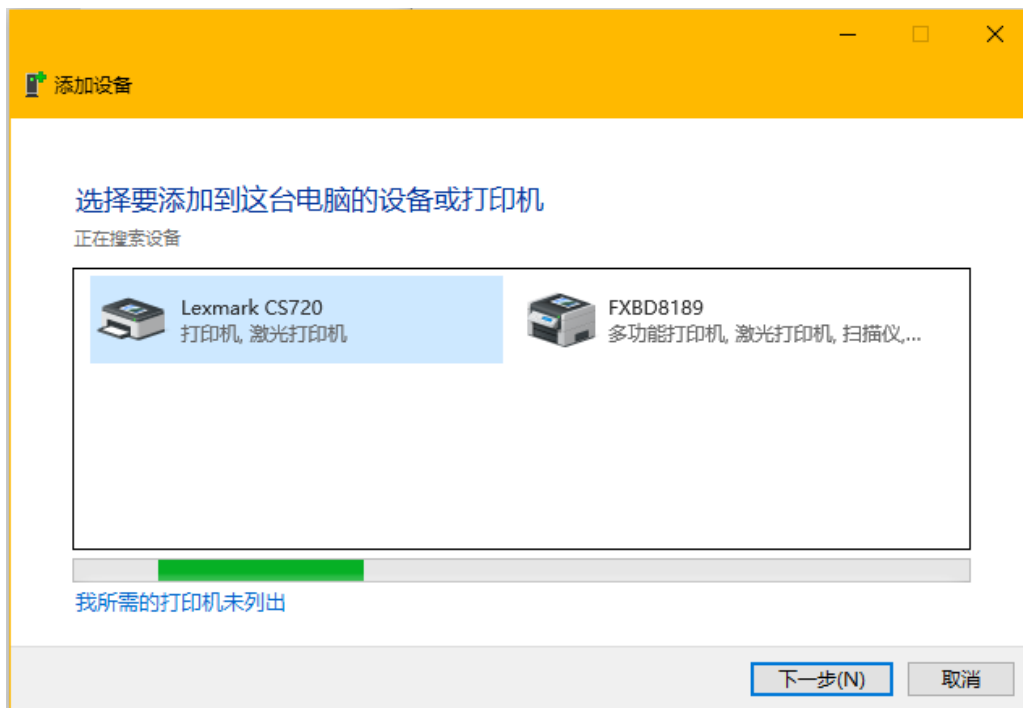 添加设备
选择要添加到这台电脑的设备或打印机
正在搜索设备
Lexmark CS720
打印机, 激光打印机
FXBD8189
多功能打印机, 激光打印机, 扫描仪,...
我所需的打印机未列出
下一步(N)
取消